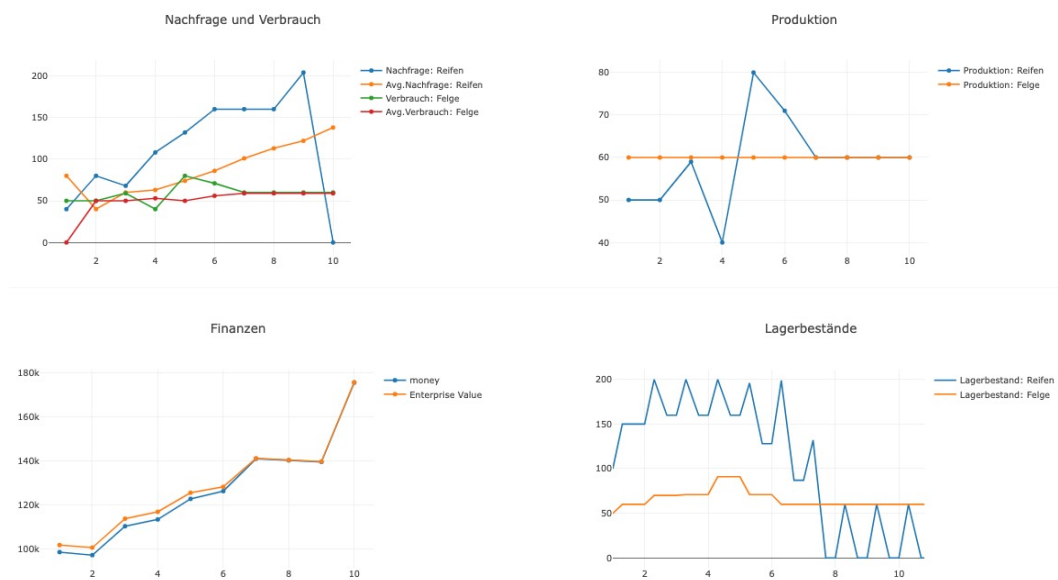 Nachfrage und Verbrauch
200
150
100
50
0
2 4 6 8 10
Nachfrage: Reifen
Avg.Nachfrage: Reifen
Verbrauch: Felge
Avg.Verbrauch: Felge
Produktion
80
70
60
50
40
2 4 6 8 10
Produktion: Reifen
Produktion: Felge
Finanzen
180k
160k
140k
120k
100k
2 4 6 8 10
money
Enterprise Value
Lagerbestände
200
150
100
50
0
2 4 6 8 10
Lagerbestand: Reifen
Lagerbestand: Felge